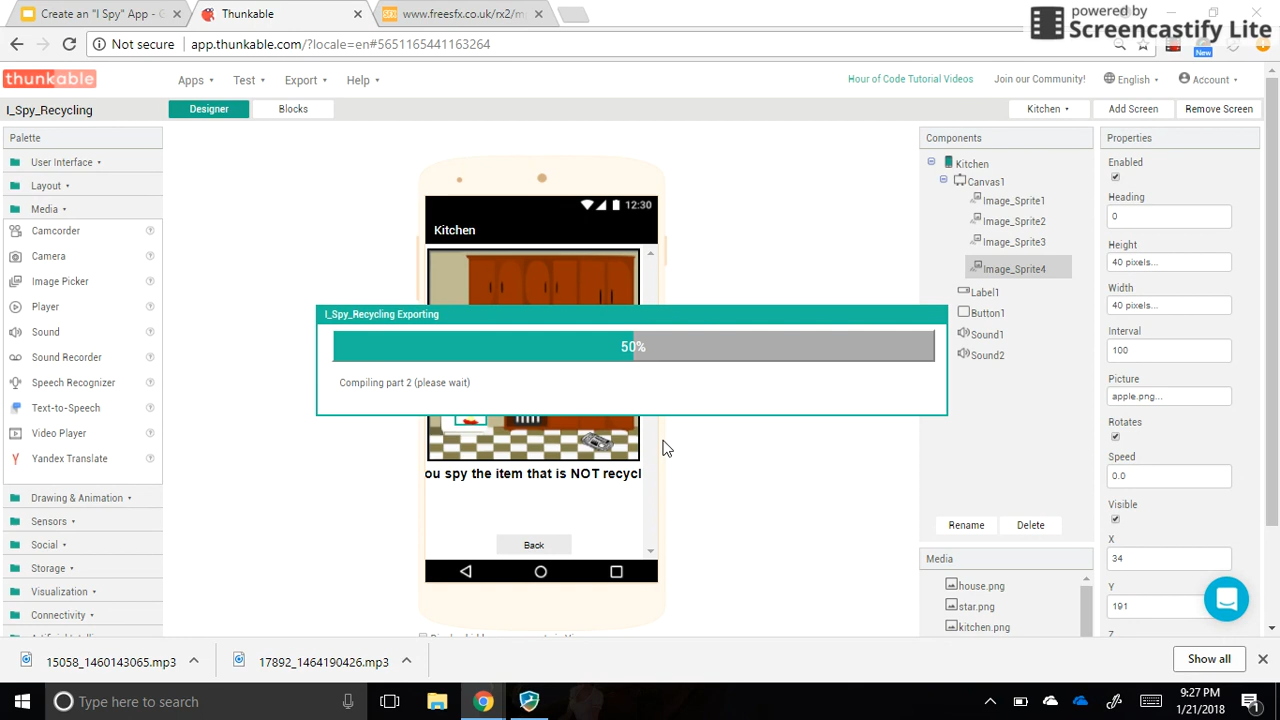 Create an "I Spy" App - G
Thunkable
www.freesfx.co.uk/rx2/m
powered by
Screencastify Lite
Not secure
app.thunkable.com/?locale=en#5651165441163264
New
thunkable
Apps
Test
Export
Help
Hour of Code Tutorial Videos
Join our Community!
English
Account
I_Spy_Recycling
Designer
Blocks
Kitchen
Add Screen
Remove Screen
Palette
User Interface
Layout
Media
Camcorder
Camera
Image Picker
Player
Sound
Sound Recorder
Speech Recognizer
Text-to-Speech
Video Player
Yandex Translate
Drawing & Animation
Sensors
Social
Storage
Visualization
Connectivity
12:30
Kitchen
I_Spy_Recycling Exporting
50%
Compiling part 2 (please wait)
ou spy the item that is NOT recycl
Back
Components
Kitchen
Canvas1
Image_Sprite1
Image_Sprite2
Image_Sprite3
Image_Sprite4
Label1
Button1
Sound1
Sound2
Rename
Delete
Media
house.png
star.png
kitchen.png
Properties
Enabled
Heading
0
Height
40 pixels...
Width
40 pixels...
Interval
100
Picture
apple.png...
Rotates
Speed
0.0
Visible
X
34
Y
191
15058_1460143065.mp3
17892_1464190426.mp3
Show all
Type here to search
9:27 PM
1/21/2018
1